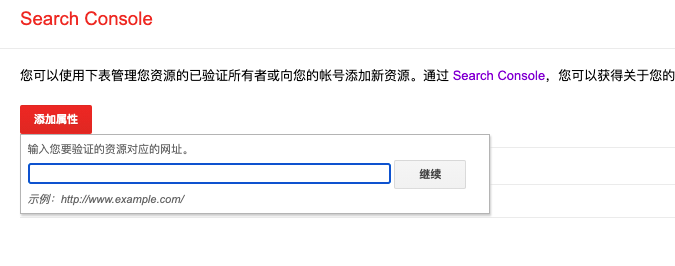 Search Console
您可以使用下表管理您资源的已验证所有者或向您的帐号添加新资源。通过 Search Console，您可以获得关于您的
添加属性
输入您要验证的资源对应的网址。
继续
示例：http://www.example.com/